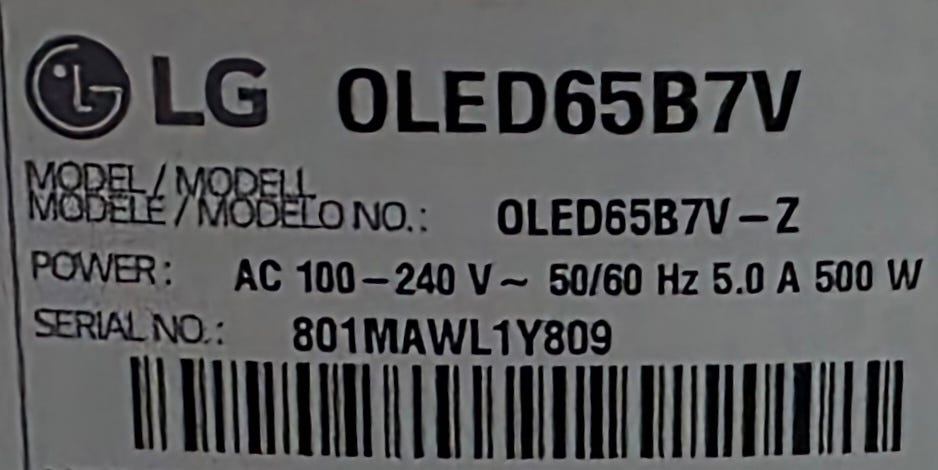 LG OLED65B7V
MODEL / MODELL
MODÈLE / MODELO NO.: OLED65B7V-Z
POWER: AC 100-240 V~ 50/60 Hz 5.0 A 500 W
SERIAL NO.: 801MAWL1Y809